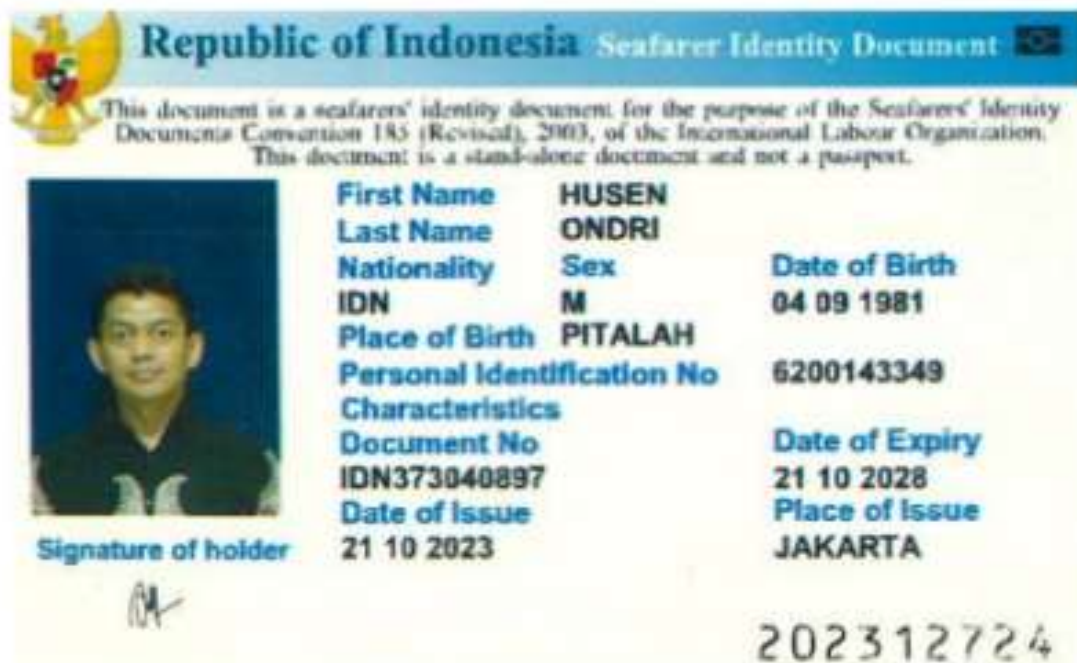 Republic of Indonesia Seafarer Identity Document
This document is a seafarers' identity document for the purpose of the Seafarers' Identity
Documents Convention 185 (Revised), 2003, of the International Labour Organization.
This document is a stand-alone document and not a passport.
First Name HUSEN
Last Name ONDRI
Nationality Sex Date of Birth
IDN M 04 09 1981
Place of Birth PITALAH
Personal Identification No 6200143349
Characteristics
Document No Date of Expiry
IDN373040897 21 10 2028
Date of Issue Place of Issue
Signature of holder 21 10 2023 JAKARTA
202312724